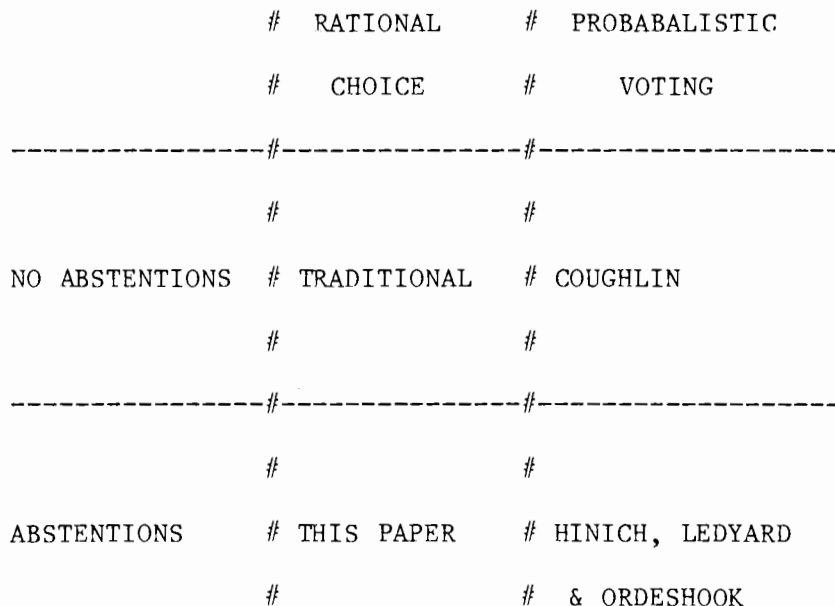 # RATIONAL # PROBABALISTIC
# CHOICE # VOTING
----------------#----------------#-------------------
# #
NO ABSTENTIONS # TRADITIONAL # COUGHLIN
# #
----------------#----------------#-------------------
# #
ABSTENTIONS # THIS PAPER # HINICH, LEDYARD
# # & ORDESHOOK